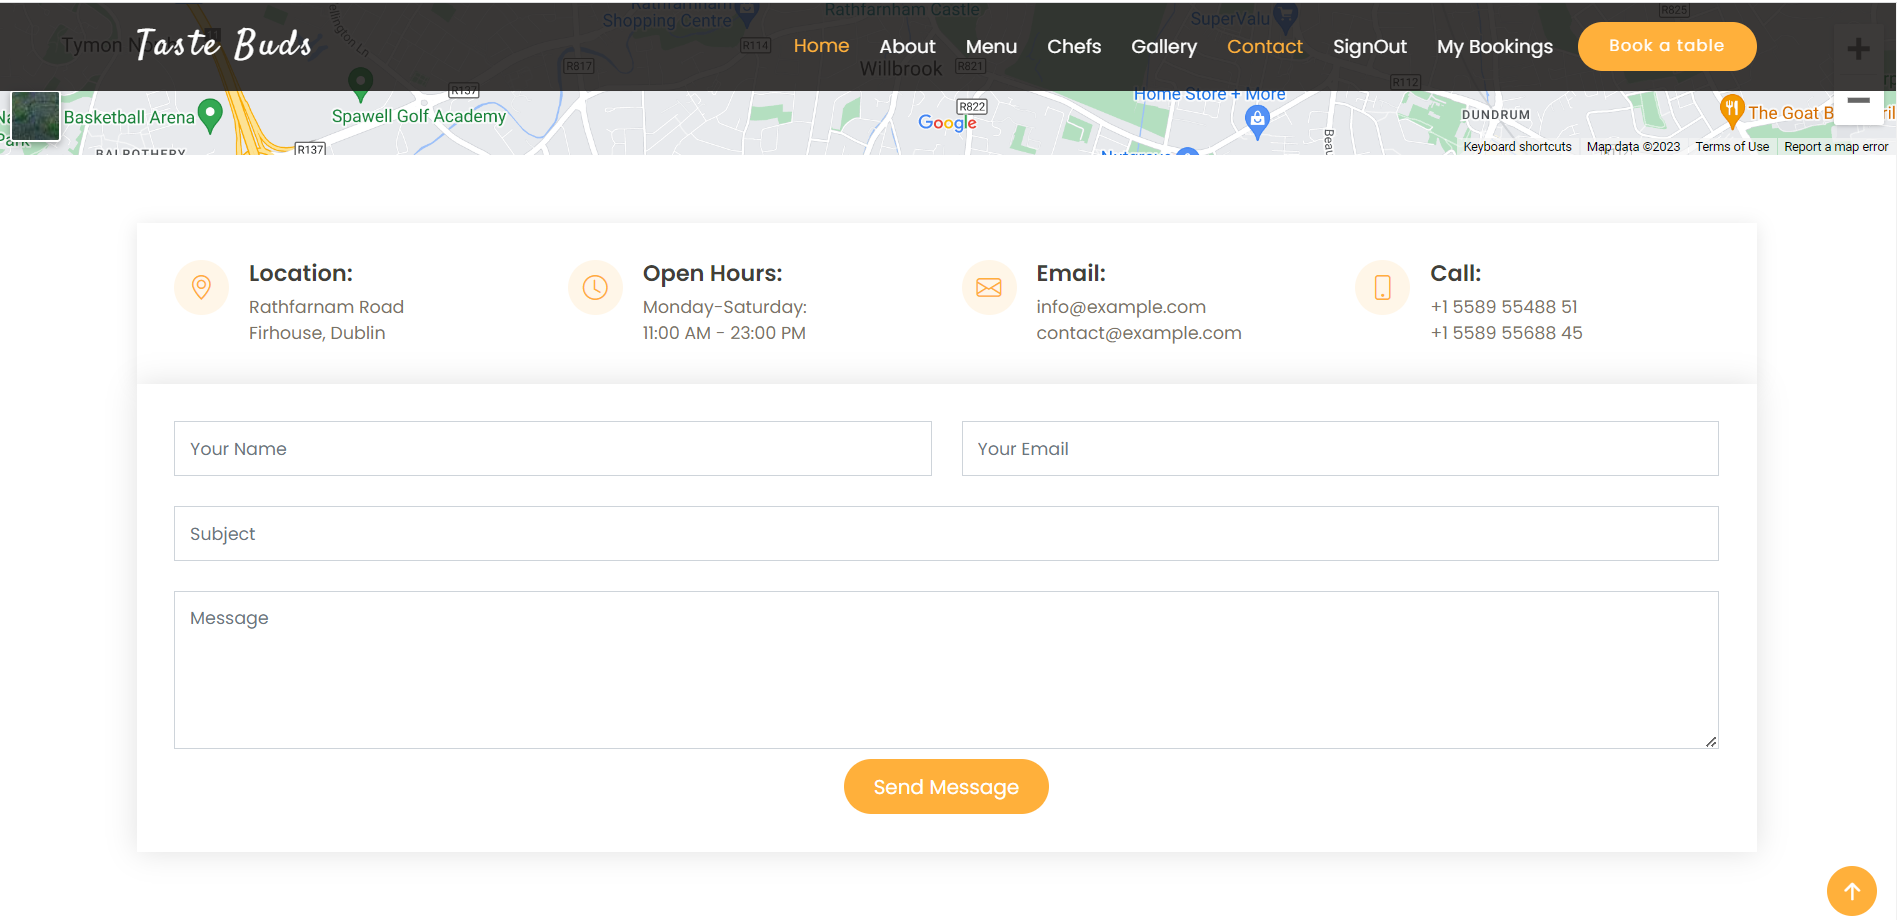 Rathfarnham
Shopping Centre
Rathfarnham Castle
SuperValu
R825
Tymon
R114
R817
Willbrook
R821
R112
Taste Buds
Home
About
Menu
Chefs
Gallery
Contact
SignOut
My Bookings
Book a table
R137
Home Store + More
Basketball Arena
Spawell Golf Academy
R822
Google
DUNDRUM
The Goat B
Park
BALROTHERY
R137
Nutgrove
Keyboard shortcuts
Map data ©2023
Terms of Use
Report a map error
Location:
Rathfarnam Road
Firhouse, Dublin
Open Hours:
Monday-Saturday:
11:00 AM - 23:00 PM
Email:
info@example.com
contact@example.com
Call:
+1 5589 55488 51
+1 5589 55688 45
Your Name
Your Email
Subject
Message
Send Message